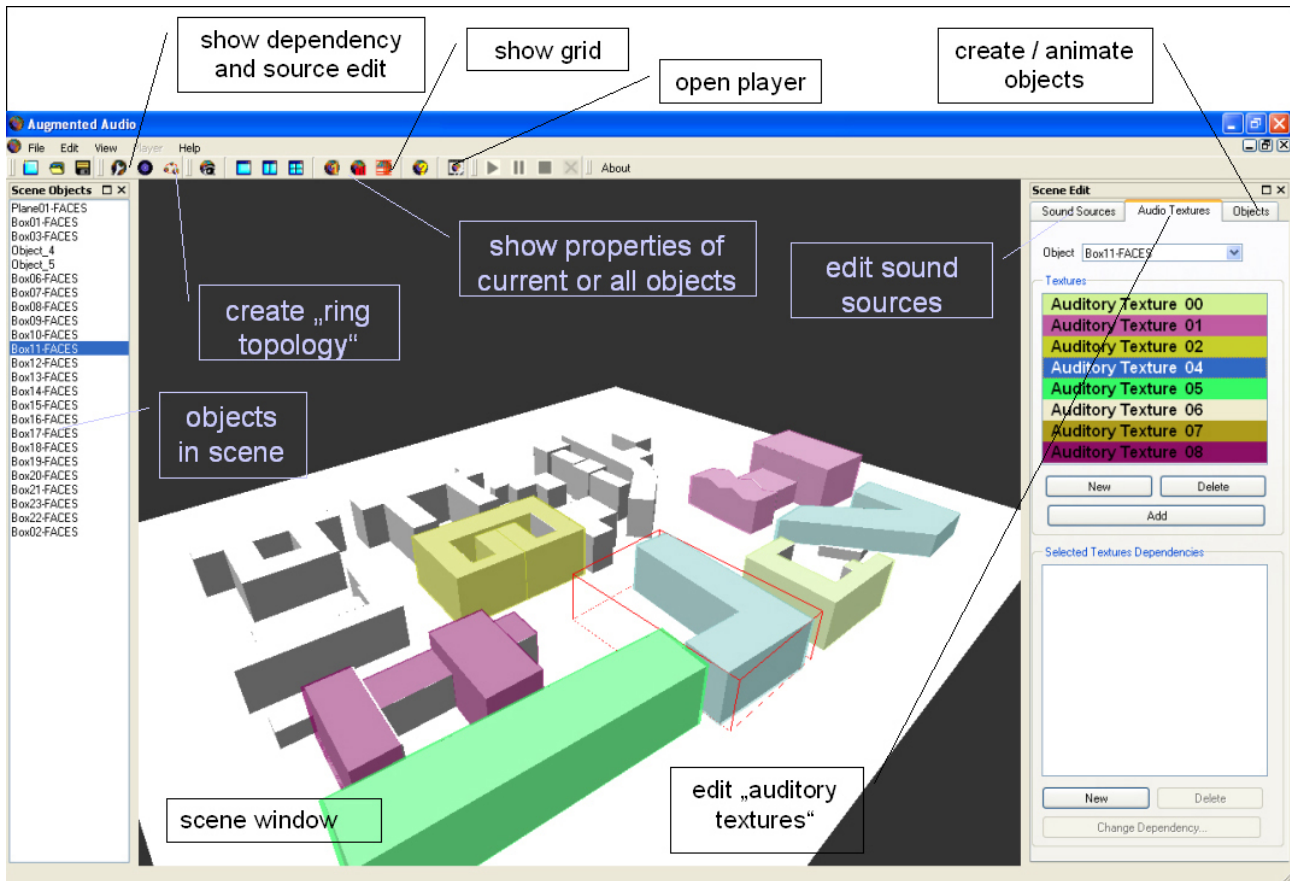 show dependency
and source edit
show grid
open player
create / animate
objects
Augmented Audio
File Edit View Player Help
About
Scene Objects
Plane01-FACES
Box01-FACES
Box03-FACES
Object_4
Object_5
Box06-FACES
Box07-FACES
Box08-FACES
Box09-FACES
Box10-FACES
Box11-FACES
Box12-FACES
Box13-FACES
Box14-FACES
Box15-FACES
Box16-FACES
Box17-FACES
Box18-FACES
Box19-FACES
Box20-FACES
Box21-FACES
Box23-FACES
Box22-FACES
Box02-FACES
create „ring
topology“
objects
in scene
show properties of
current or all objects
edit sound
sources
scene window
edit „auditory
textures“
Scene Edit
Sound Sources Audio Textures Objects
Object Box11-FACES
Textures
Auditory Texture 00
Auditory Texture 01
Auditory Texture 02
Auditory Texture 04
Auditory Texture 05
Auditory Texture 06
Auditory Texture 07
Auditory Texture 08
New Delete
Add
Selected Textures Dependencies
New Delete
Change Dependency...